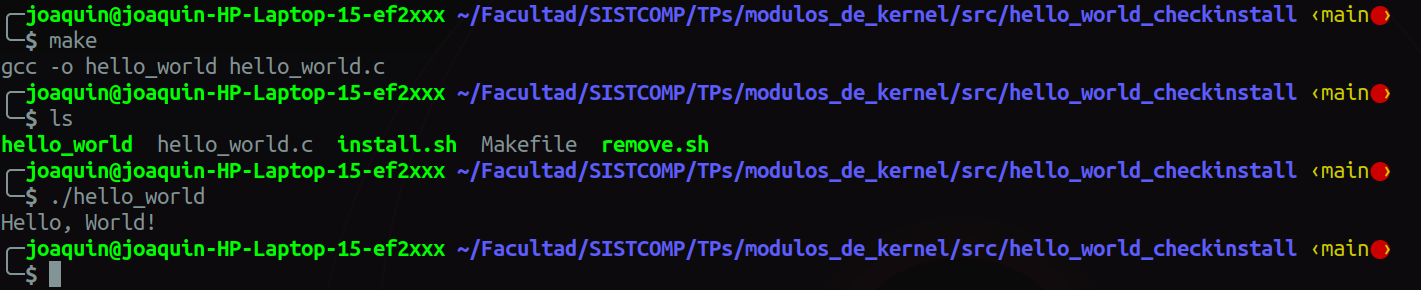 joaquin@joaquin-HP-Laptop-15-ef2xxx ~/Facultad/SISTCOMP/TPs/modulos_de_kernel/src/hello_world_checkinstall ‹main●›
$ make
gcc -o hello_world hello_world.c
joaquin@joaquin-HP-Laptop-15-ef2xxx ~/Facultad/SISTCOMP/TPs/modulos_de_kernel/src/hello_world_checkinstall ‹main●›
$ ls
hello_world hello_world.c install.sh Makefile remove.sh
joaquin@joaquin-HP-Laptop-15-ef2xxx ~/Facultad/SISTCOMP/TPs/modulos_de_kernel/src/hello_world_checkinstall ‹main●›
$ ./hello_world
Hello, World!
joaquin@joaquin-HP-Laptop-15-ef2xxx ~/Facultad/SISTCOMP/TPs/modulos_de_kernel/src/hello_world_checkinstall ‹main●›
$